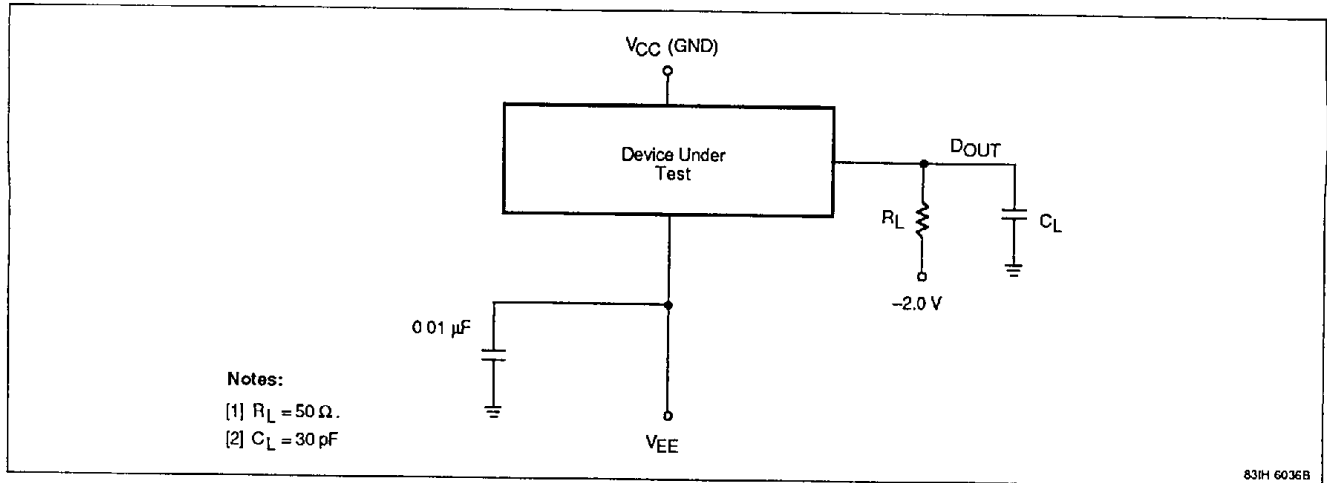 VCC (GND)
Device Under
Test
DOUT
RL
CL
–2.0 V
0 01 µF
VEE
Notes:
[1] RL = 50 Ω.
[2] CL = 30 pF
83IH 6036B